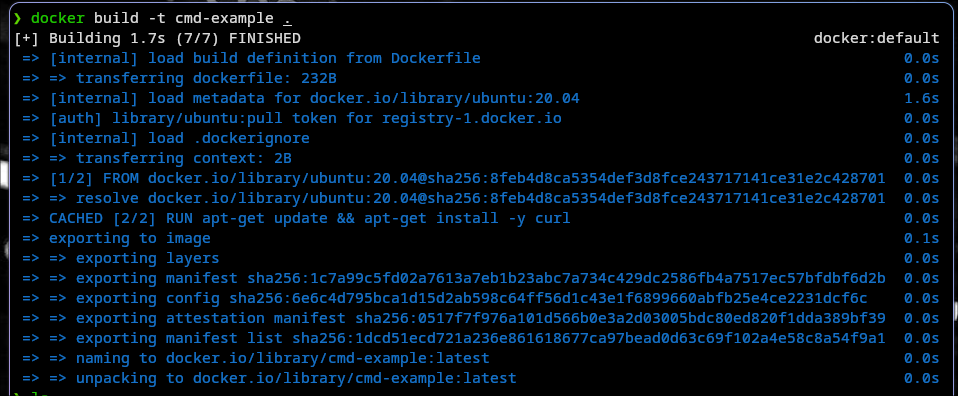 ❯ docker build -t cmd-example .
[+] Building 1.7s (7/7) FINISHED docker:default
=> [internal] load build definition from Dockerfile 0.0s
=> => transferring dockerfile: 232B 0.0s
=> [internal] load metadata for docker.io/library/ubuntu:20.04 1.6s
=> [auth] library/ubuntu:pull token for registry-1.docker.io 0.0s
=> [internal] load .dockerignore 0.0s
=> => transferring context: 2B 0.0s
=> [1/2] FROM docker.io/library/ubuntu:20.04@sha256:8feb4d8ca5354def3d8fce243717141ce31e2c428701 0.0s
=> => resolve docker.io/library/ubuntu:20.04@sha256:8feb4d8ca5354def3d8fce243717141ce31e2c428701 0.0s
=> CACHED [2/2] RUN apt-get update && apt-get install -y curl 0.0s
=> exporting to image 0.1s
=> => exporting layers 0.0s
=> => exporting manifest sha256:1c7a99c5fd02a7613a7eb1b23abc7a734c429dc2586fb4a7517ec57bfdbf6d2b 0.0s
=> => exporting config sha256:6e6c4d795bca1d15d2ab598c64ff56d1c43e1f6899660abfb25e4ce2231dcf6c 0.0s
=> => exporting attestation manifest sha256:0517f7f976a101d566b0e3a2d03005bdc80ed820f1dda389bf39 0.0s
=> => exporting manifest list sha256:1dcd51ecd721a236e861618677ca97bead0d63c69f102a4e58c8a54f9a1 0.0s
=> => naming to docker.io/library/cmd-example:latest 0.0s
=> => unpacking to docker.io/library/cmd-example:latest 0.0s